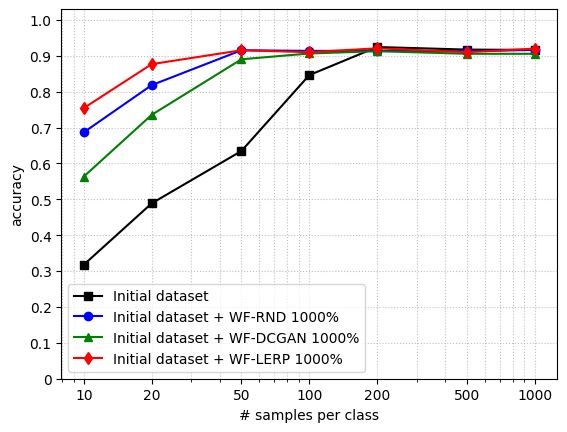 accuracy
1.0
0.9
0.8
0.7
0.6
0.5
0.4
0.3
0.2
0.1
0
Initial dataset
Initial dataset + WF-RND 1000%
Initial dataset + WF-DCGAN 1000%
Initial dataset + WF-LERP 1000%
10 20 50 100 200 500 1000
# samples per class